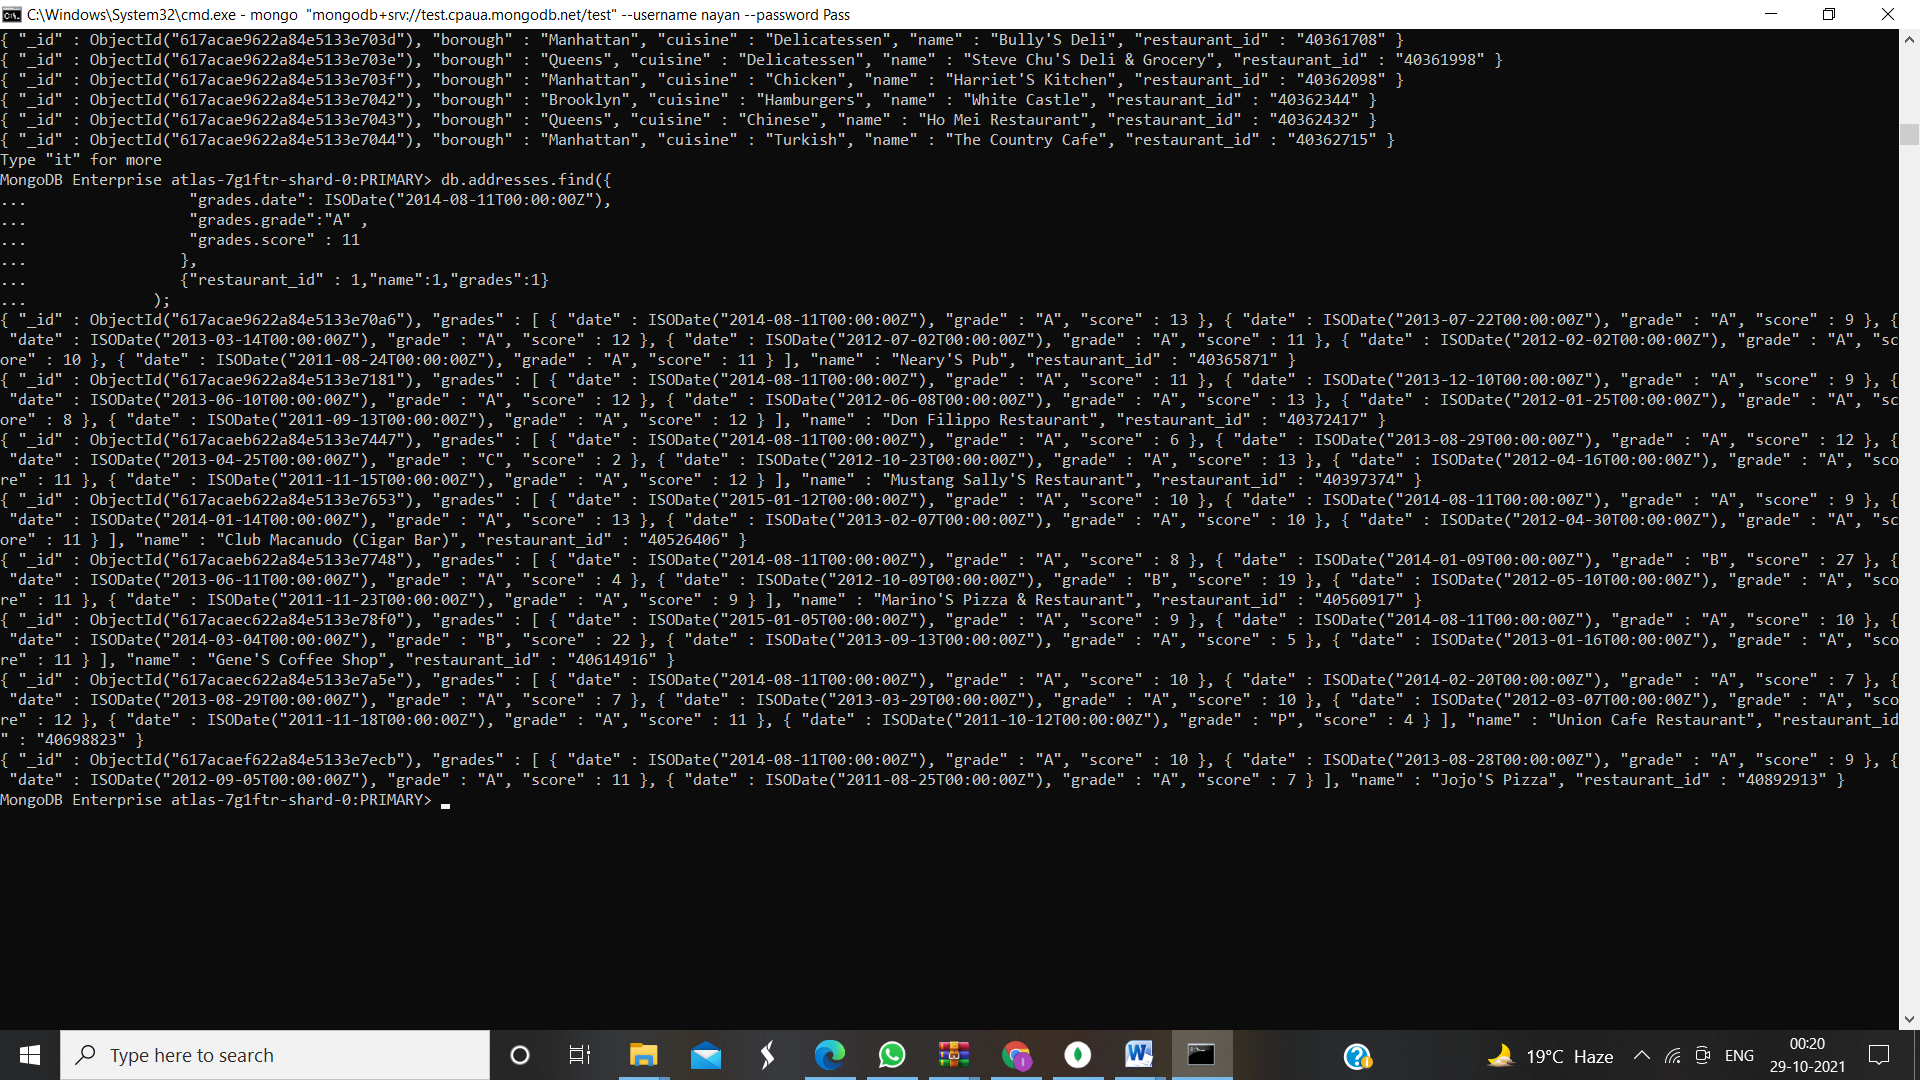 C:\Windows\System32\cmd.exe - mongo "mongodb+srv://test.cpaua.mongodb.net/test" --username nayan --password Pass
{ "_id" : ObjectId("617acae9622a84e5133e703d"), "borough" : "Manhattan", "cuisine" : "Delicatessen", "name" : "Bully'S Deli", "restaurant_id" : "40361708" }
{ "_id" : ObjectId("617acae9622a84e5133e703e"), "borough" : "Queens", "cuisine" : "Delicatessen", "name" : "Steve Chu'S Deli & Grocery", "restaurant_id" : "40361998" }
{ "_id" : ObjectId("617acae9622a84e5133e703f"), "borough" : "Manhattan", "cuisine" : "Chicken", "name" : "Harriet'S Kitchen", "restaurant_id" : "40362098" }
{ "_id" : ObjectId("617acae9622a84e5133e7042"), "borough" : "Brooklyn", "cuisine" : "Hamburgers", "name" : "White Castle", "restaurant_id" : "40362344" }
{ "_id" : ObjectId("617acae9622a84e5133e7043"), "borough" : "Queens", "cuisine" : "Chinese", "name" : "Ho Mei Restaurant", "restaurant_id" : "40362432" }
{ "_id" : ObjectId("617acae9622a84e5133e7044"), "borough" : "Manhattan", "cuisine" : "Turkish", "name" : "The Country Cafe", "restaurant_id" : "40362715" }
Type "it" for more
MongoDB Enterprise atlas-7g1ftr-shard-0:PRIMARY> db.addresses.find({
... "grades.date": ISODate("2014-08-11T00:00:00Z"),
... "grades.grade":"A" ,
... "grades.score" : 11
... },
... {"restaurant_id" : 1,"name":1,"grades":1}
... );
{ "_id" : ObjectId("617acae9622a84e5133e70a6"), "grades" : [ { "date" : ISODate("2014-08-11T00:00:00Z"), "grade" : "A", "score" : 13 }, { "date" : ISODate("2013-07-22T00:00:00Z"), "grade" : "A", "score" : 9 }, {
"date" : ISODate("2013-03-14T00:00:00Z"), "grade" : "A", "score" : 12 }, { "date" : ISODate("2012-07-02T00:00:00Z"), "grade" : "A", "score" : 11 }, { "date" : ISODate("2012-02-02T00:00:00Z"), "grade" : "A", "sc
ore" : 10 }, { "date" : ISODate("2011-08-24T00:00:00Z"), "grade" : "A", "score" : 11 } ], "name" : "Neary'S Pub", "restaurant_id" : "40365871" }
{ "_id" : ObjectId("617acae9622a84e5133e7181"), "grades" : [ { "date" : ISODate("2014-08-11T00:00:00Z"), "grade" : "A", "score" : 11 }, { "date" : ISODate("2013-12-10T00:00:00Z"), "grade" : "A", "score" : 9 }, {
"date" : ISODate("2013-06-10T00:00:00Z"), "grade" : "A", "score" : 12 }, { "date" : ISODate("2012-06-08T00:00:00Z"), "grade" : "A", "score" : 13 }, { "date" : ISODate("2012-01-25T00:00:00Z"), "grade" : "A", "sc
ore" : 8 }, { "date" : ISODate("2011-09-13T00:00:00Z"), "grade" : "A", "score" : 12 } ], "name" : "Don Filippo Restaurant", "restaurant_id" : "40372417" }
{ "_id" : ObjectId("617acaeb622a84e5133e7447"), "grades" : [ { "date" : ISODate("2014-08-11T00:00:00Z"), "grade" : "A", "score" : 6 }, { "date" : ISODate("2013-08-29T00:00:00Z"), "grade" : "A", "score" : 12 }, {
"date" : ISODate("2013-04-25T00:00:00Z"), "grade" : "C", "score" : 2 }, { "date" : ISODate("2012-10-23T00:00:00Z"), "grade" : "A", "score" : 13 }, { "date" : ISODate("2012-04-16T00:00:00Z"), "grade" : "A", "sco
re" : 11 }, { "date" : ISODate("2011-11-15T00:00:00Z"), "grade" : "A", "score" : 12 } ], "name" : "Mustang Sally'S Restaurant", "restaurant_id" : "40397374" }
{ "_id" : ObjectId("617acaeb622a84e5133e7653"), "grades" : [ { "date" : ISODate("2015-01-12T00:00:00Z"), "grade" : "A", "score" : 10 }, { "date" : ISODate("2014-08-11T00:00:00Z"), "grade" : "A", "score" : 9 }, {
"date" : ISODate("2014-01-14T00:00:00Z"), "grade" : "A", "score" : 13 }, { "date" : ISODate("2013-02-07T00:00:00Z"), "grade" : "A", "score" : 10 }, { "date" : ISODate("2012-04-30T00:00:00Z"), "grade" : "A", "sc
ore" : 11 } ], "name" : "Club Macanudo (Cigar Bar)", "restaurant_id" : "40526406" }
{ "_id" : ObjectId("617acaeb622a84e5133e7748"), "grades" : [ { "date" : ISODate("2014-08-11T00:00:00Z"), "grade" : "A", "score" : 8 }, { "date" : ISODate("2014-01-09T00:00:00Z"), "grade" : "B", "score" : 27 }, {
"date" : ISODate("2013-06-11T00:00:00Z"), "grade" : "A", "score" : 4 }, { "date" : ISODate("2012-10-09T00:00:00Z"), "grade" : "B", "score" : 19 }, { "date" : ISODate("2012-05-10T00:00:00Z"), "grade" : "A", "sco
re" : 11 }, { "date" : ISODate("2011-11-23T00:00:00Z"), "grade" : "A", "score" : 9 } ], "name" : "Marino'S Pizza & Restaurant", "restaurant_id" : "40560917" }
{ "_id" : ObjectId("617acaec622a84e5133e78f0"), "grades" : [ { "date" : ISODate("2015-01-05T00:00:00Z"), "grade" : "A", "score" : 9 }, { "date" : ISODate("2014-08-11T00:00:00Z"), "grade" : "A", "score" : 10 }, {
"date" : ISODate("2014-03-04T00:00:00Z"), "grade" : "B", "score" : 22 }, { "date" : ISODate("2013-09-13T00:00:00Z"), "grade" : "A", "score" : 5 }, { "date" : ISODate("2013-01-16T00:00:00Z"), "grade" : "A", "sco
re" : 11 } ], "name" : "Gene'S Coffee Shop", "restaurant_id" : "40614916" }
{ "_id" : ObjectId("617acaec622a84e5133e7a5e"), "grades" : [ { "date" : ISODate("2014-08-11T00:00:00Z"), "grade" : "A", "score" : 10 }, { "date" : ISODate("2014-02-20T00:00:00Z"), "grade" : "A", "score" : 7 }, {
"date" : ISODate("2013-08-29T00:00:00Z"), "grade" : "A", "score" : 7 }, { "date" : ISODate("2013-03-29T00:00:00Z"), "grade" : "A", "score" : 10 }, { "date" : ISODate("2012-03-07T00:00:00Z"), "grade" : "A", "sco
re" : 12 }, { "date" : ISODate("2011-11-18T00:00:00Z"), "grade" : "A", "score" : 11 }, { "date" : ISODate("2011-10-12T00:00:00Z"), "grade" : "P", "score" : 4 } ], "name" : "Union Cafe Restaurant", "restaurant_id
" : "40698823" }
{ "_id" : ObjectId("617acaef622a84e5133e7ecb"), "grades" : [ { "date" : ISODate("2014-08-11T00:00:00Z"), "grade" : "A", "score" : 10 }, { "date" : ISODate("2013-08-28T00:00:00Z"), "grade" : "A", "score" : 9 }, {
"date" : ISODate("2012-09-05T00:00:00Z"), "grade" : "A", "score" : 11 }, { "date" : ISODate("2011-08-25T00:00:00Z"), "grade" : "A", "score" : 7 } ], "name" : "Jojo'S Pizza", "restaurant_id" : "40892913" }
MongoDB Enterprise atlas-7g1ftr-shard-0:PRIMARY>
Type here to search
19°C Haze
ENG
00:20
29-10-2021